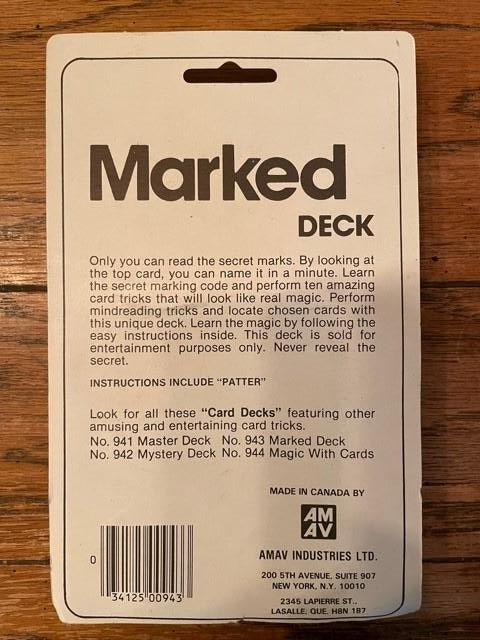 Marked
DECK
Only you can read the secret marks. By looking at
the top card, you can name it in a minute. Learn
the secret marking code and perform ten amazing
card tricks that will look like real magic. Perform
mindreading tricks and locate chosen cards with
this unique deck. Learn the magic by following the
easy instructions inside. This deck is sold for
entertainment purposes only. Never reveal the
secret.
INSTRUCTIONS INCLUDE "PATTER"
Look for all these "Card Decks" featuring other
amusing and entertaining card tricks.
No. 941 Master Deck No. 943 Marked Deck
No. 942 Mystery Deck No. 944 Magic With Cards
MADE IN CANADA BY
AM
AV
AMAV INDUSTRIES LTD.
200 5TH AVENUE, SUITE 907
NEW YORK, N.Y. 10010
2345 LAPIERRE ST.,
LASALLE, QUE. H8N 1B7
0
34125 00943